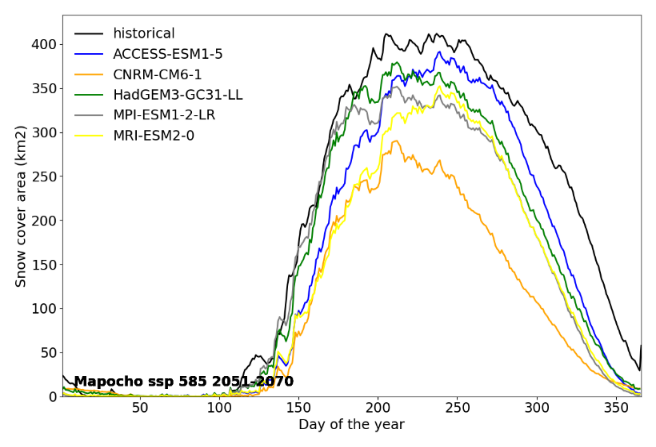 historical
ACCESS-ESM1-5
CNRM-CM6-1
HadGEM3-GC31-LL
MPI-ESM1-2-LR
MRI-ESM2-0
Snow cover area (km2)
400
350
300
250
200
150
100
50
0
Mapocho ssp 585 2051-2070
50 100 150 200 250 300 350
Day of the year